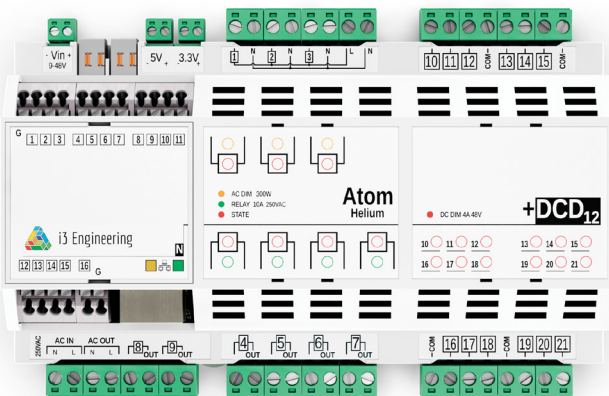 - Vin +
9-48V
5V +
3.3V +
1 N 2 N 3 N N
10 11 12 COM– 13 14 15 COM–
G
1 2 3 4 5 6 7 8 9 10 11
AC DIM 300W
RELAY 10A 250VAC
STATE
Atom
Helium
DC DIM 4A 48V
+DCD12
i3 Engineering
N
12 13 14 15 16 G
10 11 12 13 14 15
16 17 18 19 20 21
250VAC
AC IN AC OUT
N L N L 8 OUT 9 OUT
4 OUT 5 OUT 6 OUT 7 OUT
–COM 16 17 18 –COM 19 20 21